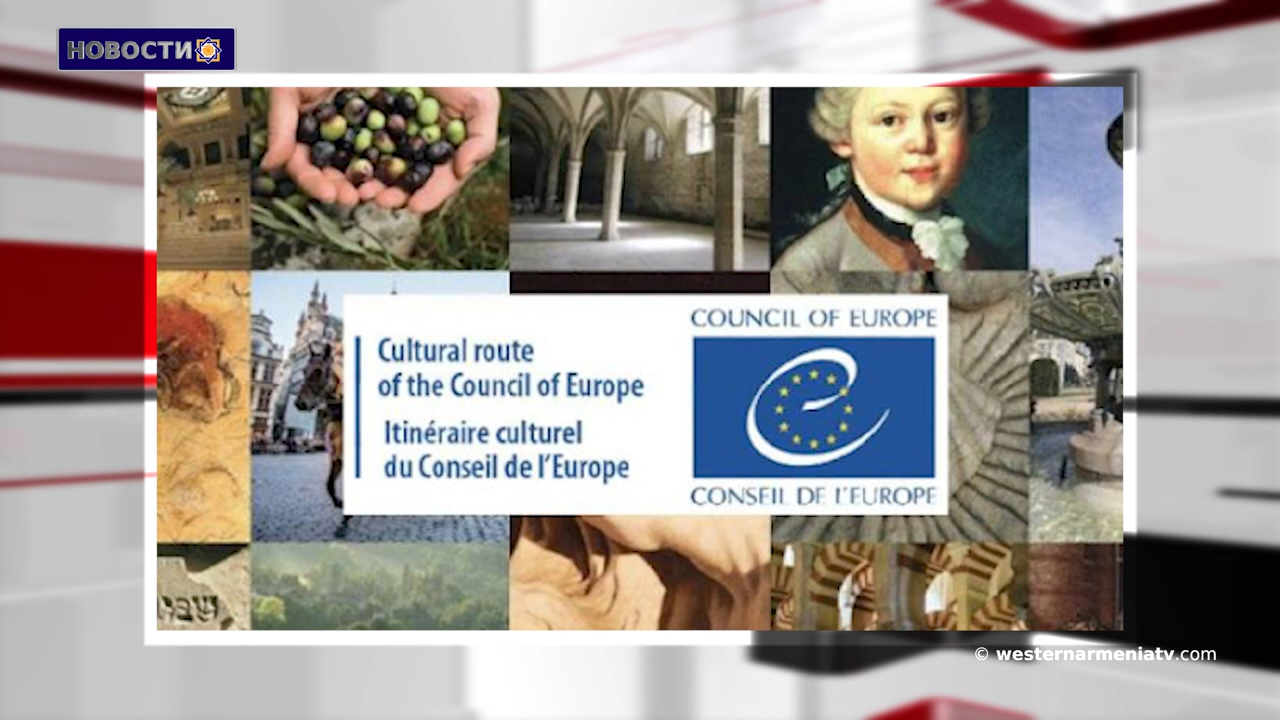 НОВОСТИ
COUNCIL OF EUROPE
Cultural route
of the Council of Europe
Itinéraire culturel
du Conseil de l'Europe
CONSEIL DE L'EUROPE
© westernarmeniatv.com